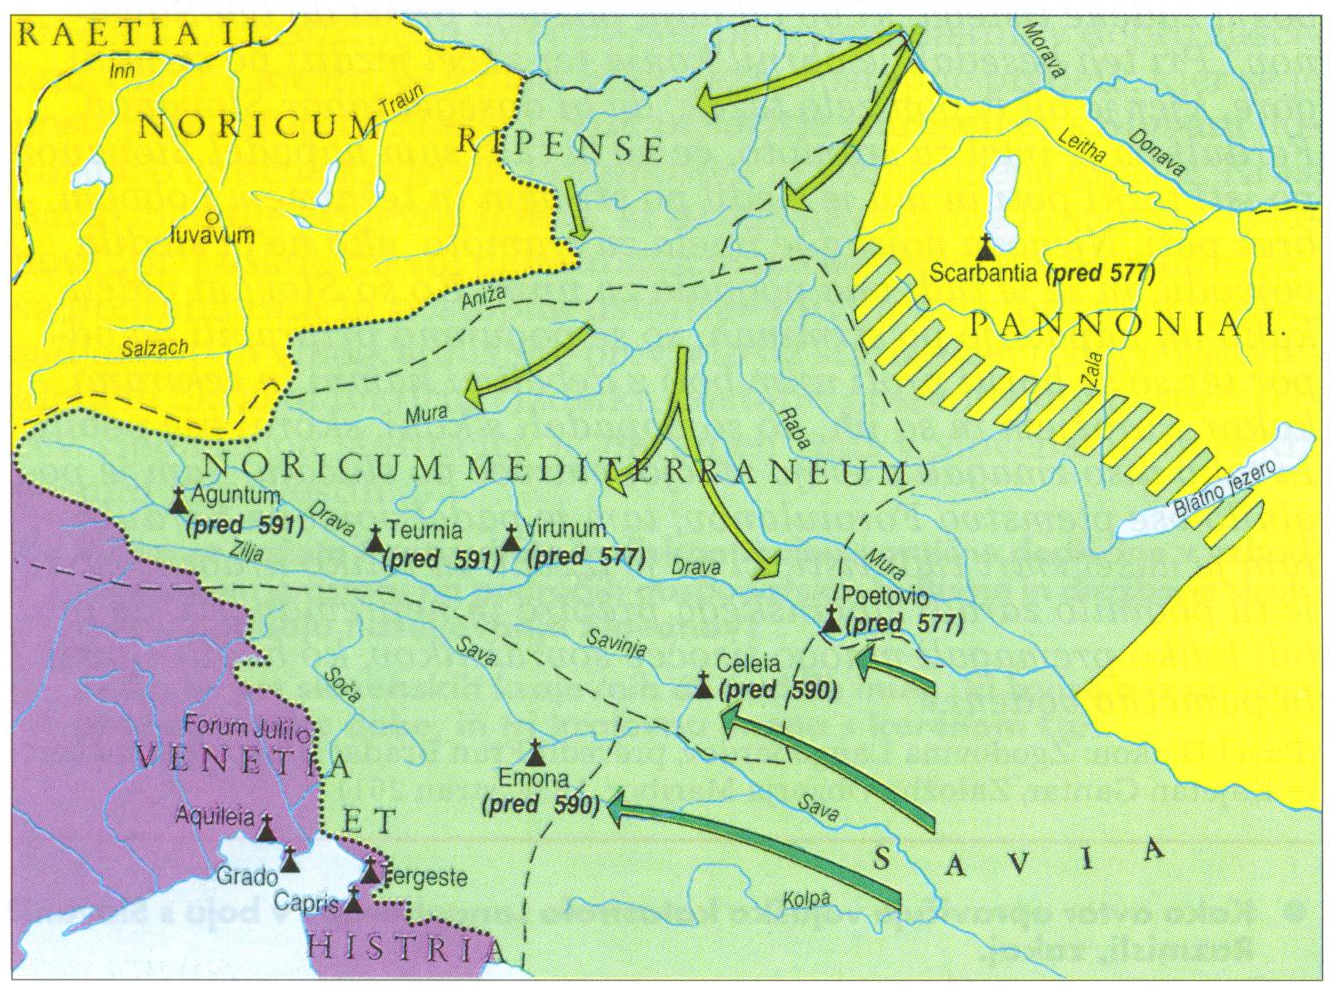 RAETIA II.
Inn
NORICUM
Traun
RIPENSE
Morava
Leitha
Donava
Iuvavum
Scarbantia (pred 577)
Salzach
Aniža
PANNONIA I.
Zala
Mura
Raba
NORICUM MEDITERRANEUM
Blatno jezero
Aguntum
(pred 591)
Drava
Teurnia
(pred 591)
Virunum
(pred 577)
Zilja
Drava
Mura
Poetovio
(pred 577)
Savinja
Sava
Celeia
(pred 590)
Soča
Forum Julii
VENETIA
ET
Emona
(pred 590)
Aquileia
Sava
SAVIA
Grado
Tergeste
Capris
Kolpa
HISTRIA